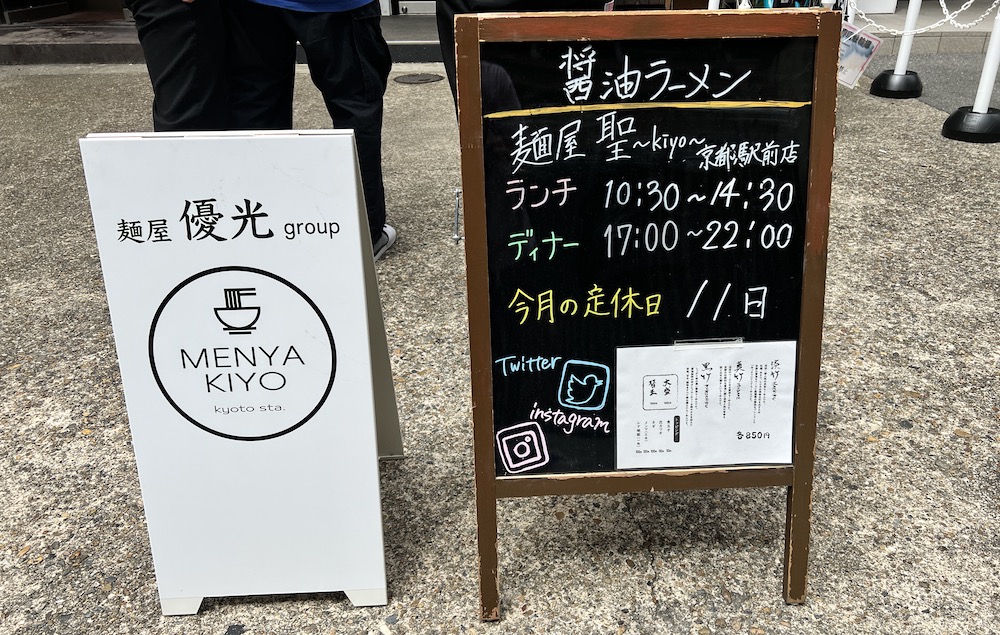 麺屋 優光 group
MENYA
KIYO
kyoto sta.
醤油ラーメン
麺屋 聖 ~kiyo~ 京都駅前店
ランチ 10:30~14:30
ディナー 17:00~22:00
今月の定休日 11日
Twitter
instagram
各850円